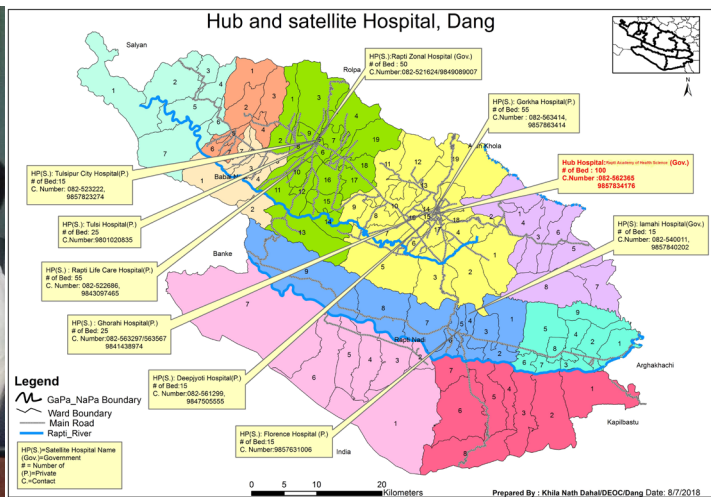 Hub and satellite Hospital, Dang
Salyan
Rolpa
HP(S.):Rapti Zonal Hospital (Gov.)
# of Bed : 50
C.Number:082-521624/9849089007
HP(S.): Gorkha Hospital(P.)
# of Bed: 55
C.Number : 082-563414,
9857863414
Hub Hospital: Rapti Academy of Health Science (Gov.)
# of Bed : 100
C.Number :082-562365
9857834176
HP(S.): Tulsipur City Hospital(P.)
# of Bed:15
C. Number: 082-523222,
9857823274
HP(S.): Tulsi Hospital(P.)
# of Bed: 25
C.Number:9801020835
HP(S.): lamahi Hospital(Gov.)
# of Bed: 15
C.Number: 082-540011,
9857840202
Banke
HP(S.) : Rapti Life Care Hospital(P.)
# of Bed: 55
C. Number: 082-522686,
9843097465
HP(S.) : Ghorahi Hospital(P.)
# of Bed: 25
C.Number:082-563297/563567
9841438974
Rapti Nadi
Arghakhachi
HP(S.): Deepjyoti Hospital(P.)
# of Bed:15
C. Number:082-561299,
9847505555
Kapilbastu
HP(S.): Florence Hospital (P.)
# of Bed:15
C.Number:9857631006
India
Legend
GaPa_NaPa Boundary
Ward Boundary
Main Road
Rapti_River
HP(S.)=Satellite Hospital Name
(Gov.)=Government
# = Number of
(P.)=Private
C.=Contact
0 5 10 20
Kilometers
Prepared By : Khila Nath Dahal/DEOC/Dang Date: 8/7/2018
N